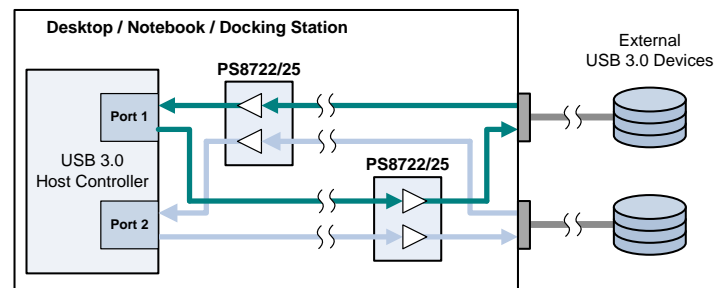 Desktop / Notebook / Docking Station
External
USB 3.0 Devices
PS8722/25
Port 1
USB 3.0
Host Controller
PS8722/25
Port 2